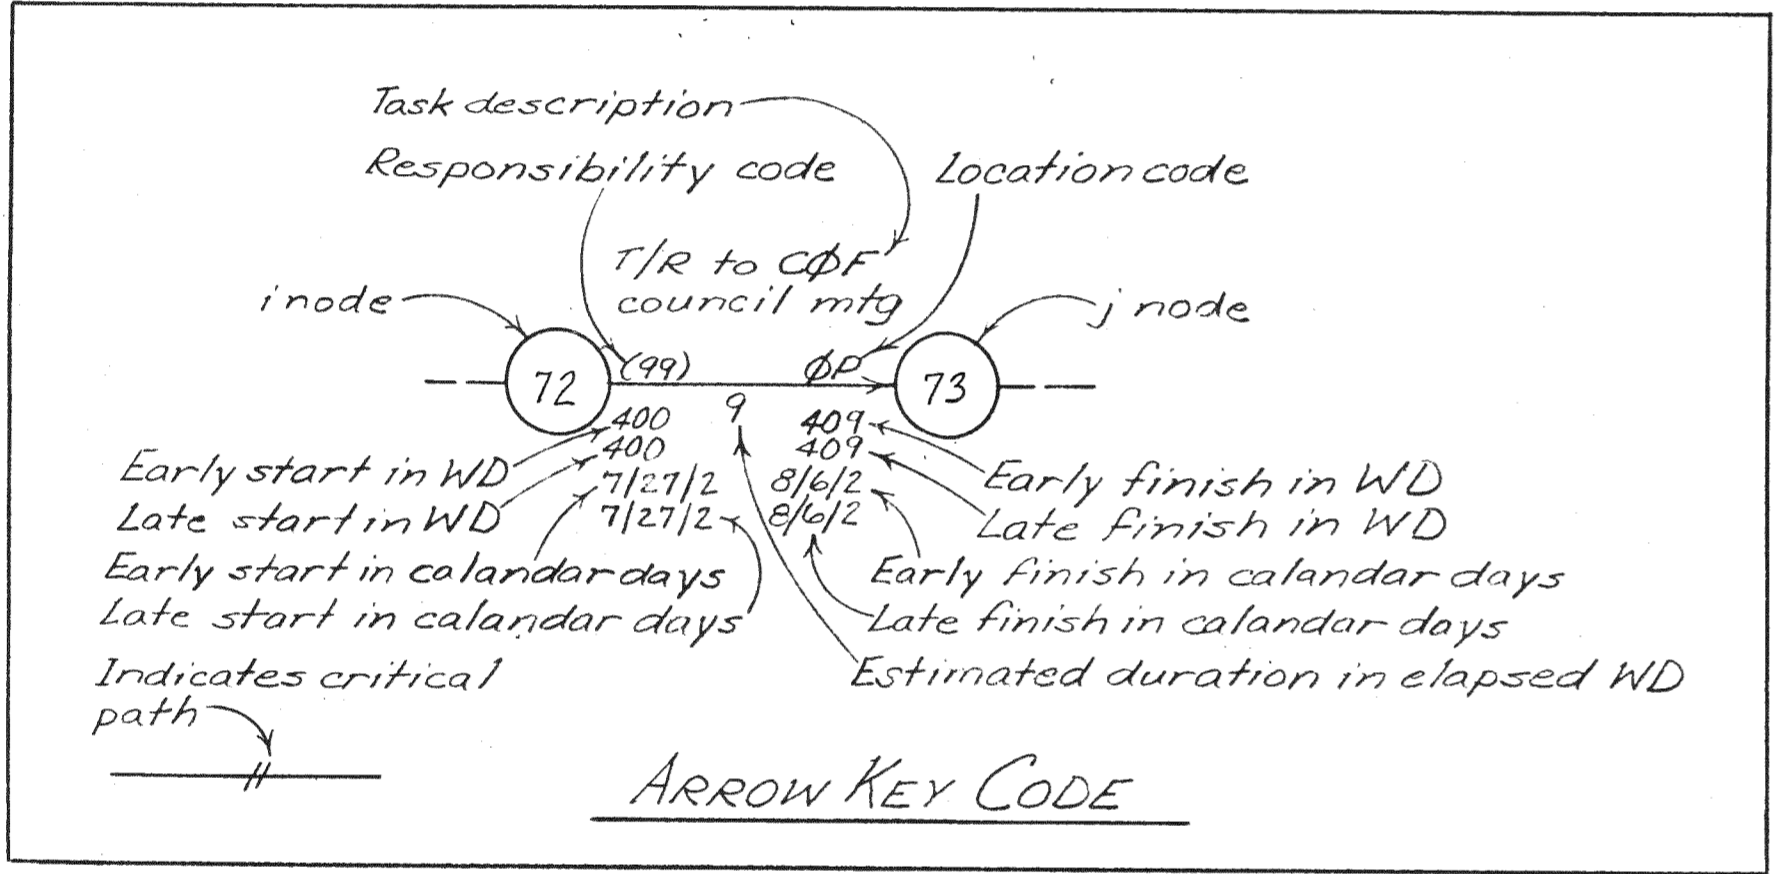 Task description
Responsibility code
Location code
T/R to CØF
council mtg
i node
j node
72
(99)
ØP
73
400
9
409
400
409
Early start in WD
7/27/2
8/6/2
Early finish in WD
Late start in WD
7/27/2
8/6/2
Late finish in WD
Early start in calandar days
Early finish in calandar days
Late start in calandar days
Late finish in calandar days
Indicates critical
path
Estimated duration in elapsed WD
ARROW KEY CODE